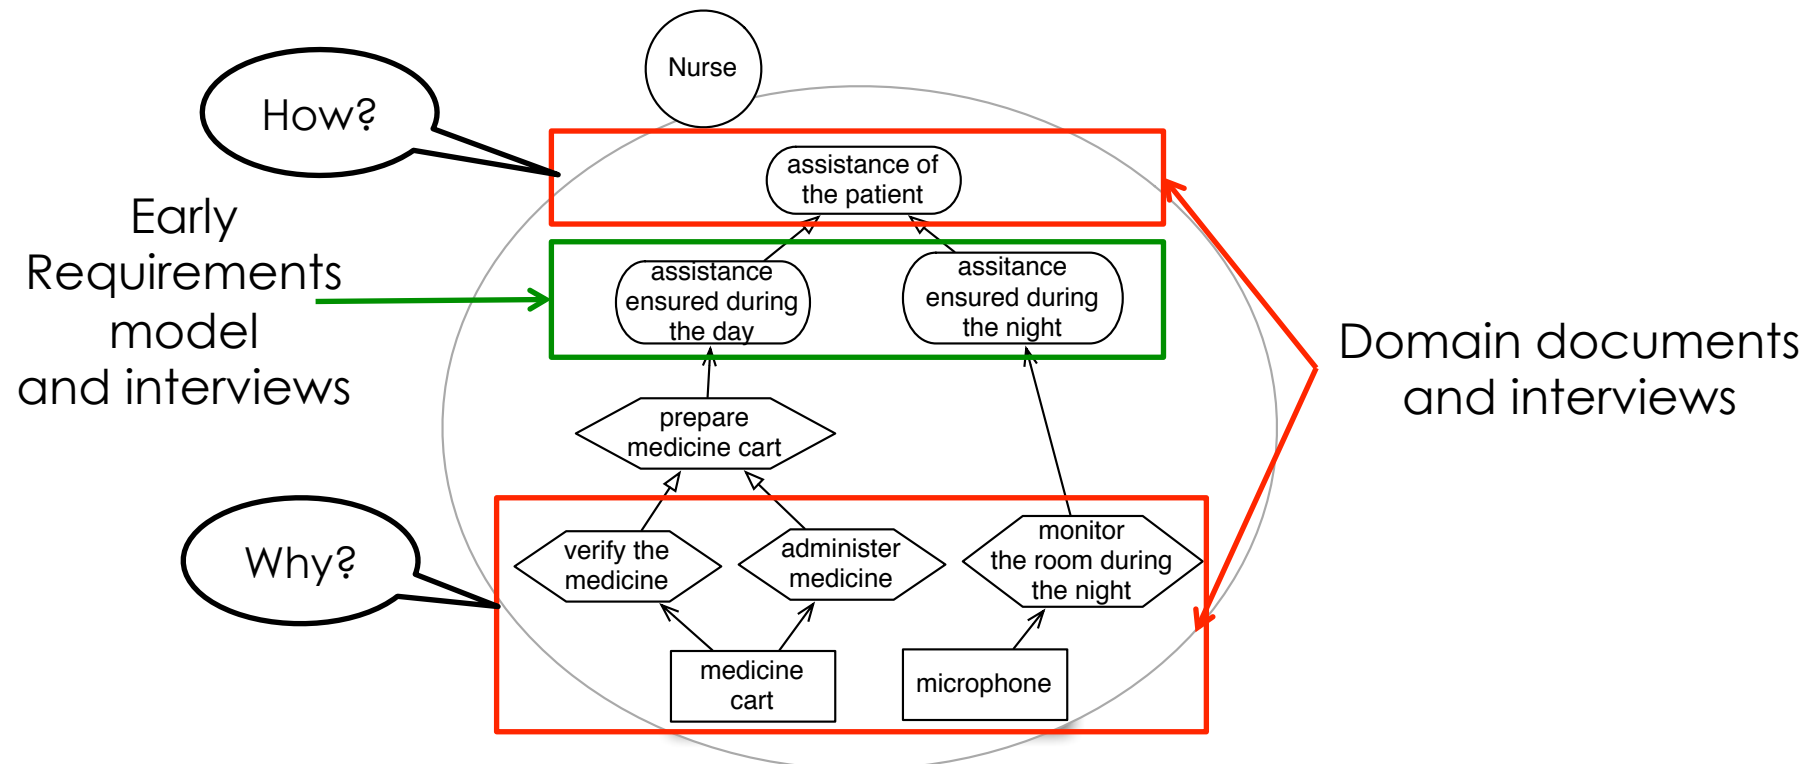 Nurse
How?
assistance of
the patient
Early
Requirements
model
and interviews
assistance
ensured during
the day
assitance
ensured during
the night
Domain documents
and interviews
prepare
medicine cart
Why?
verify the
medicine
administer
medicine
monitor
the room during
the night
medicine
cart
microphone